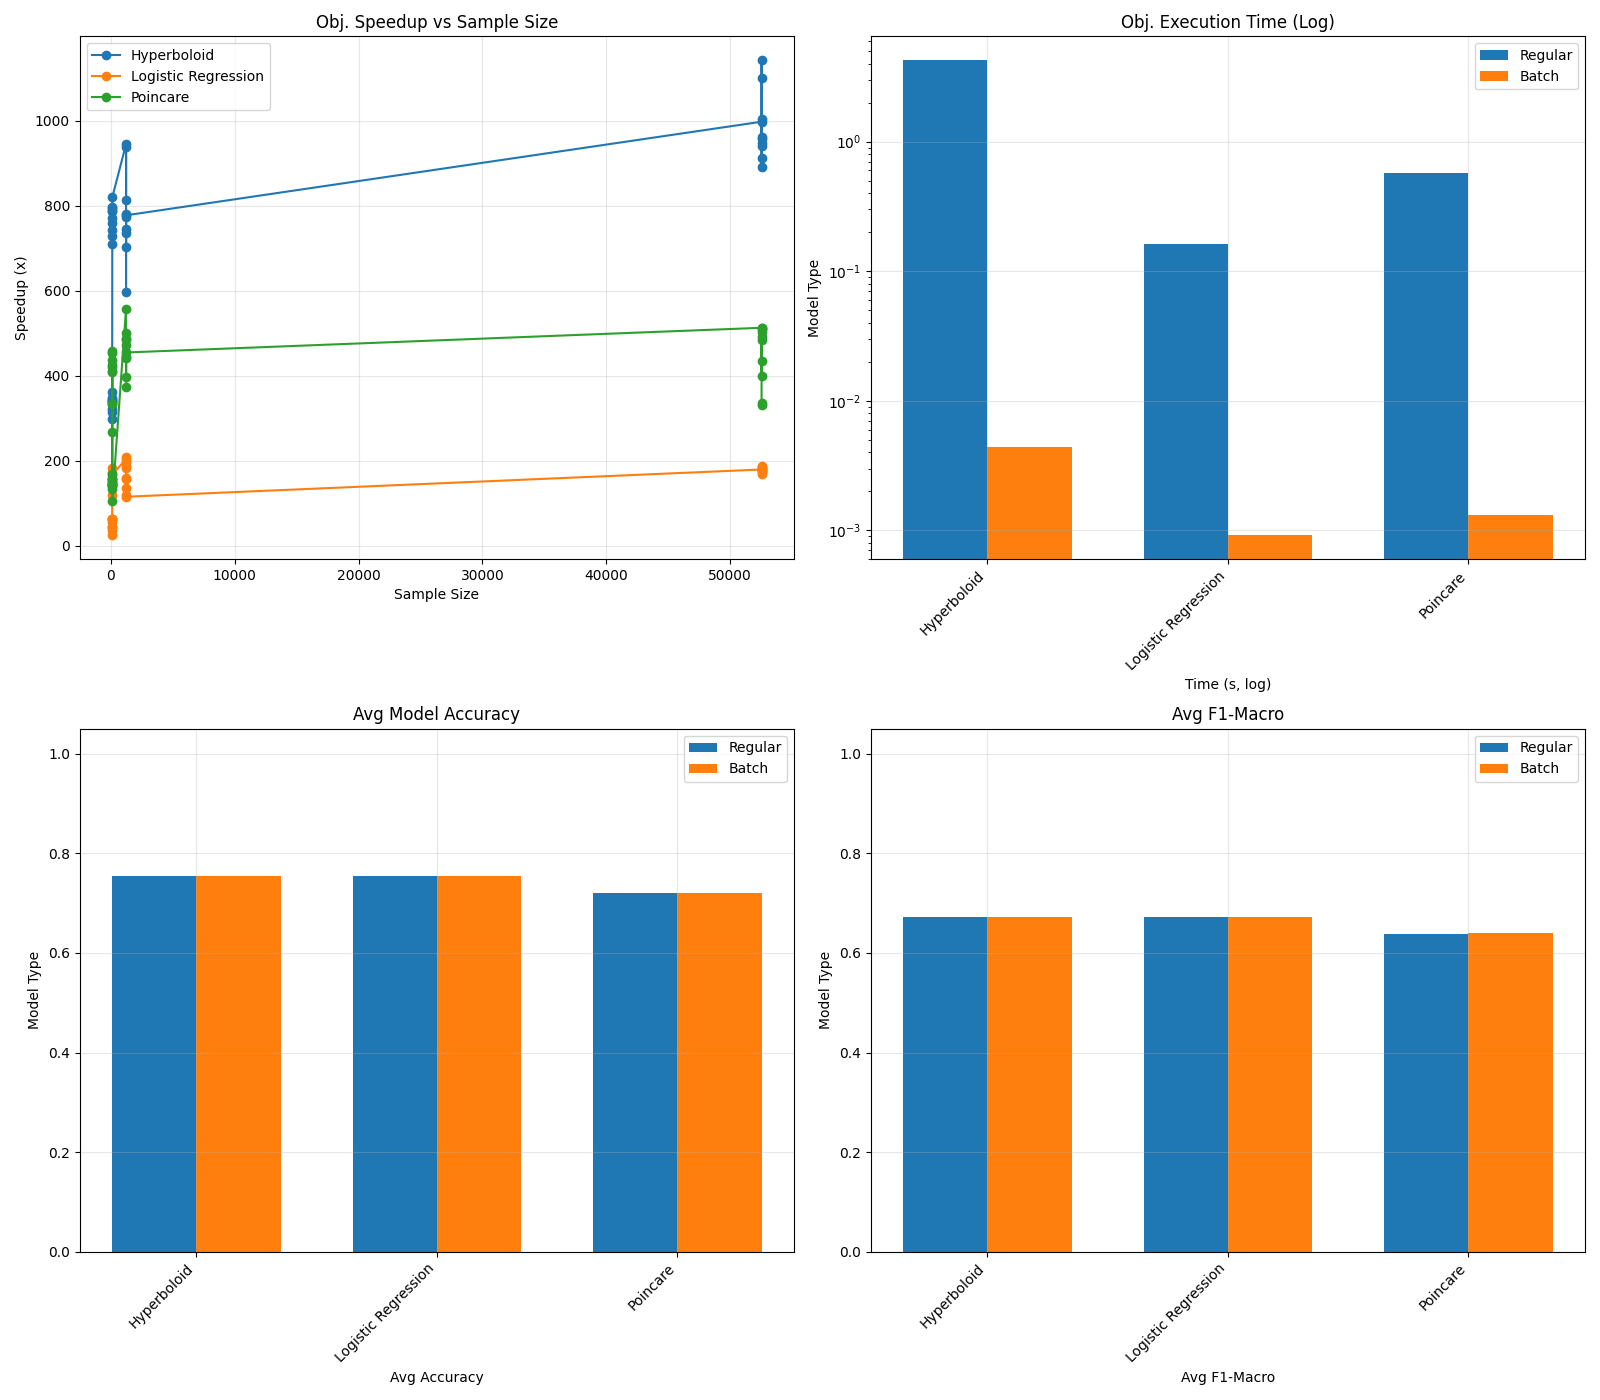 Obj. Speedup vs Sample Size
Hyperboloid
Logistic Regression
Poincare
Speedup (x)
1000
800
600
400
200
0
0 10000 20000 30000 40000 50000
Sample Size
Obj. Execution Time (Log)
Regular
Batch
Model Type
10⁰
10⁻¹
10⁻²
10⁻³
Hyperboloid
Logistic Regression
Poincare
Time (s, log)
Avg Model Accuracy
Regular
Batch
Model Type
1.0
0.8
0.6
0.4
0.2
0.0
Hyperboloid
Logistic Regression
Poincare
Avg Accuracy
Avg F1-Macro
Regular
Batch
Model Type
1.0
0.8
0.6
0.4
0.2
0.0
Hyperboloid
Logistic Regression
Poincare
Avg F1-Macro